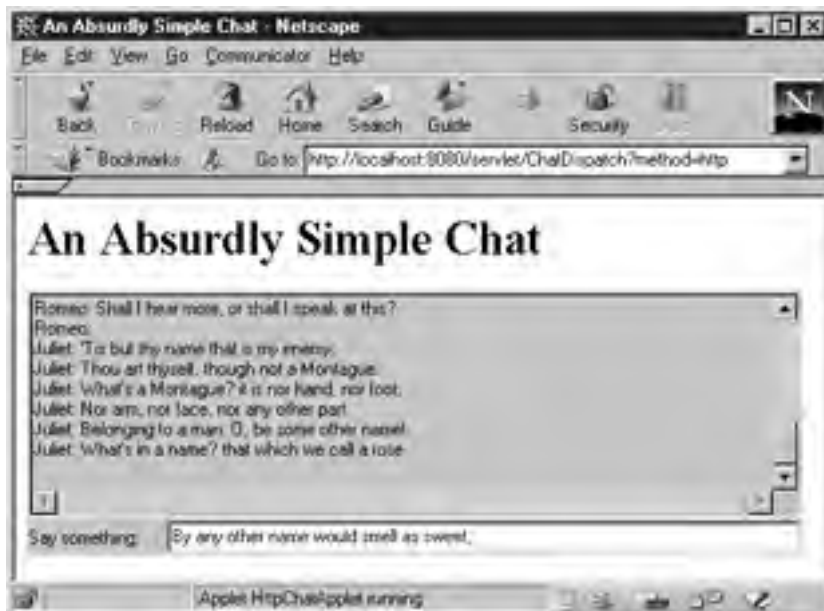 An Absurdly Simple Chat - Netscape
File Edit View Go Communicator Help
Back Reload Home Search Guide Security
Bookmarks Go to: http://localhost:8080/servlet/ChatDispatch?method=http
An Absurdly Simple Chat
Romeo: Shall I hear more, or shall I speak at this?
Romeo:
Juliet: 'Tis but thy name that is my enemy;
Juliet: Thou art thyself, though not a Montague.
Juliet: What's a Montague? it is nor hand, nor foot,
Juliet: Nor arm, nor face, nor any other part
Juliet: Belonging to a man. O, be some other name!
Juliet: What's in a name? that which we call a rose
Say something: By any other name would smell as sweet;
Applet HttpChatApplet running